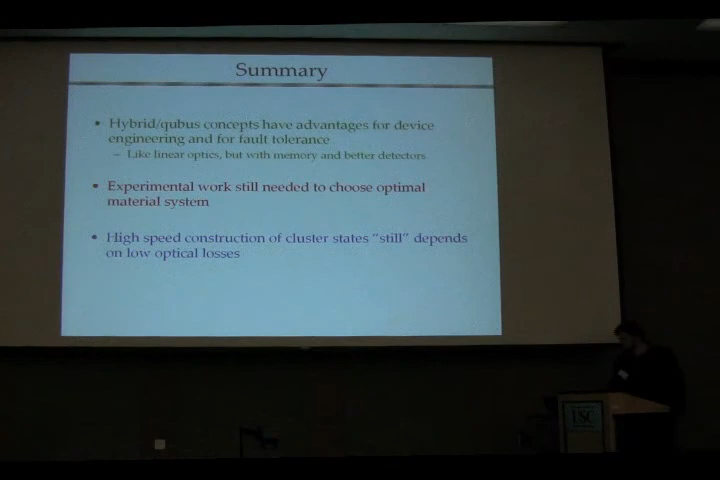 Summary
• Hybrid/qubus concepts have advantages for device
engineering and for fault tolerance
– Like linear optics, but with memory and better detectors
• Experimental work still needed to choose optimal
material system
• High speed construction of cluster states “still” depends
on low optical losses
USC